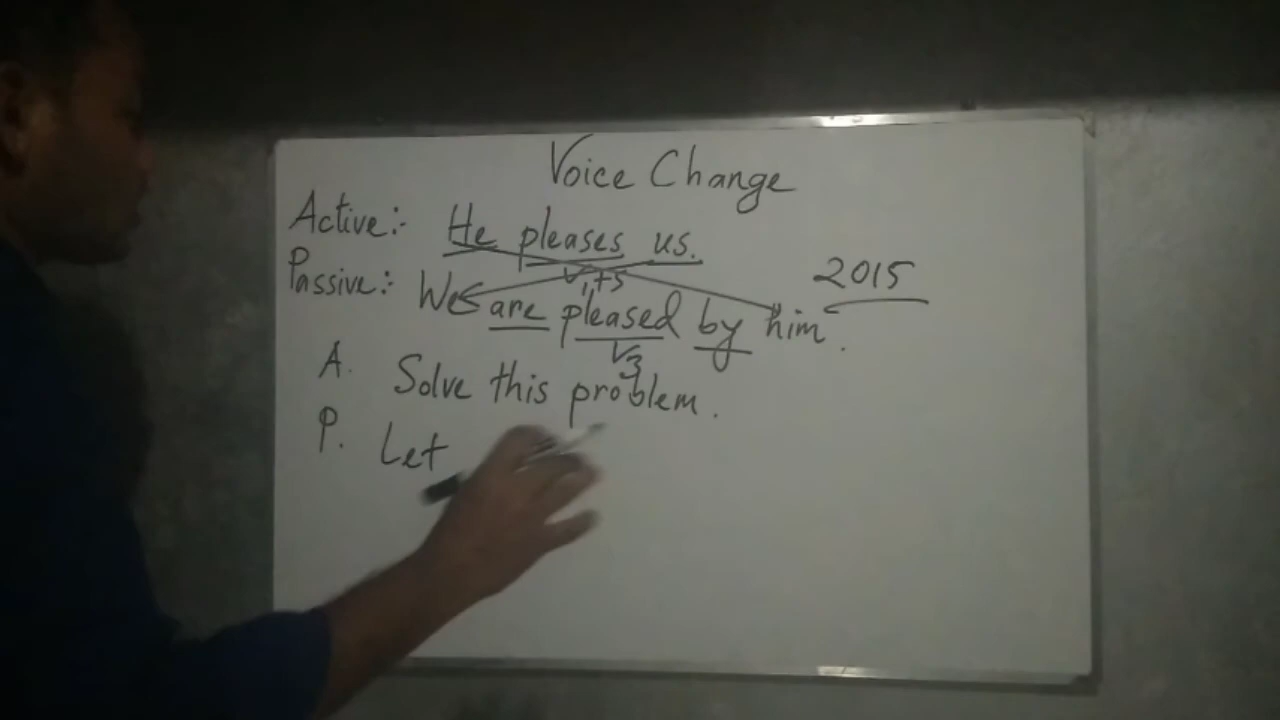 Voice Change
Active:- He pleases us.
V1+s
2015
Passive:- We are pleased by him.
V3
A. Solve this problem.
P. Let